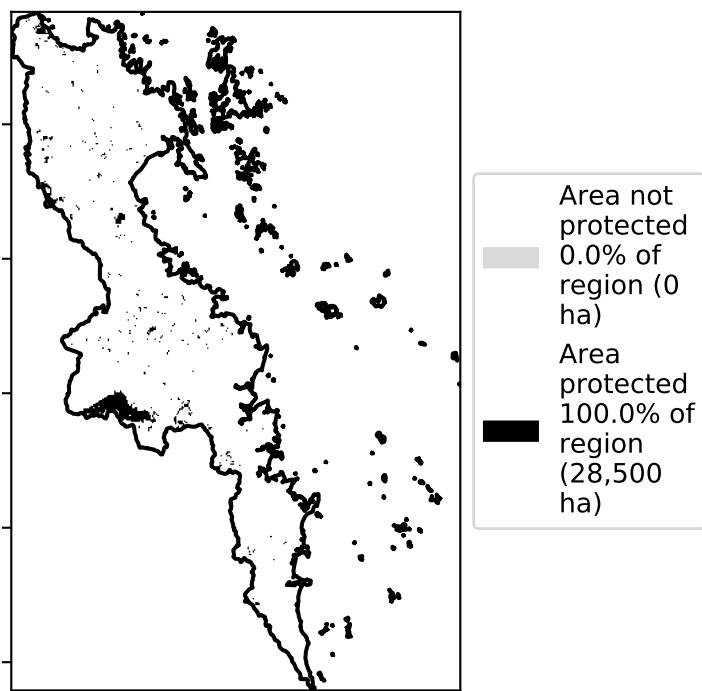 Area not
protected
0.0% of
region (0
ha)
Area
protected
100.0% of
region
(28,500
ha)